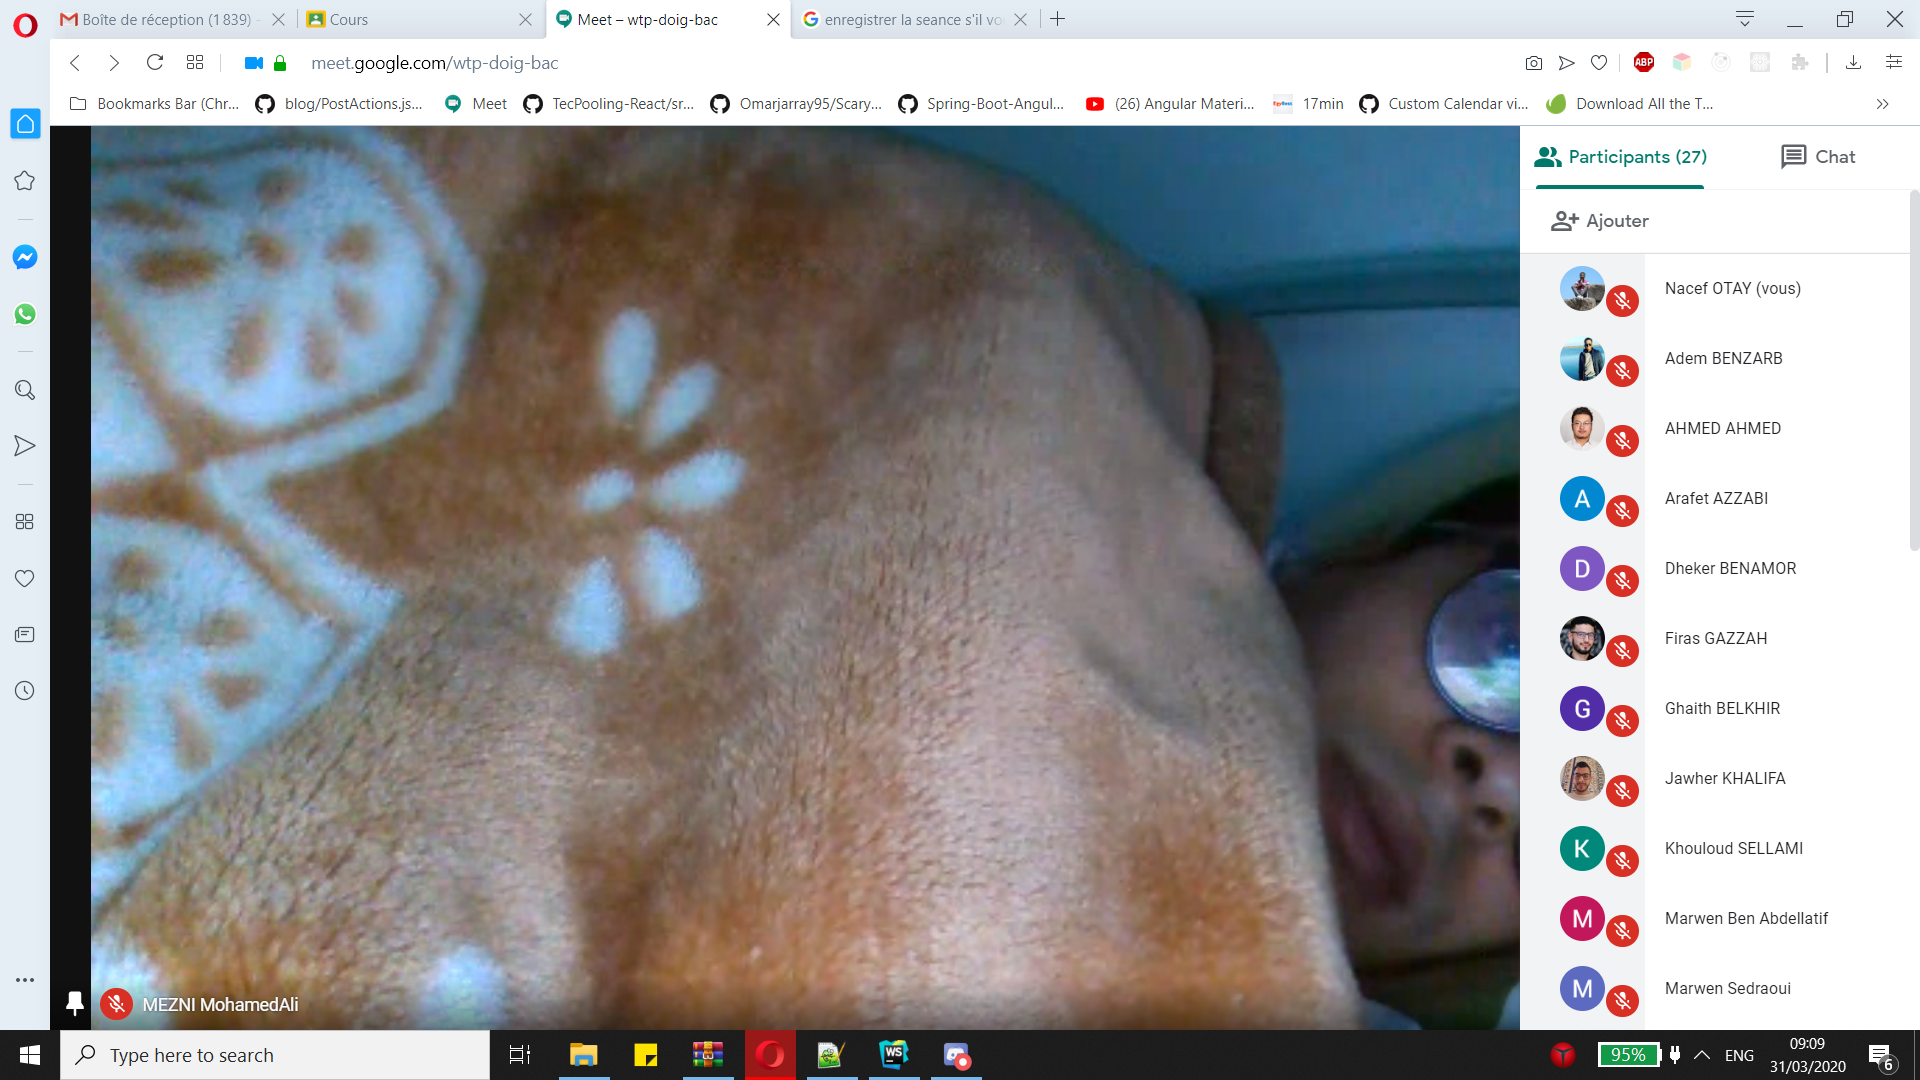 Boîte de réception (1 839) -
Cours
Meet – wtp-doig-bac
enregistrer la seance s'il vo
meet.google.com/wtp-doig-bac
ABP
Bookmarks Bar (Chr...
blog/PostActions.js...
Meet
TecPooling-React/sr...
Omarjarray95/Scary...
Spring-Boot-Angul...
(26) Angular Materi...
17min
Custom Calendar vi...
Download All the T...
Participants (27)
Chat
Ajouter
Nacef OTAY (vous)
Adem BENZARB
AHMED AHMED
A
Arafet AZZABI
D
Dheker BENAMOR
Firas GAZZAH
G
Ghaith BELKHIR
Jawher KHALIFA
K
Khouloud SELLAMI
M
Marwen Ben Abdellatif
M
Marwen Sedraoui
MEZNI MohamedAli
Type here to search
WS
95%
ENG
09:09
31/03/2020
6